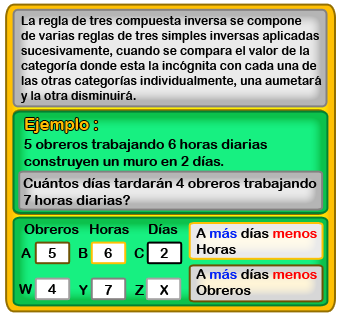 La regla de tres compuesta inversa se compone
de varias reglas de tres simples inversas aplicadas
sucesivamente, cuando se compara el valor de la
categoría donde esta la incógnita con cada una de
las otras categorías individualmente, una aumetará
y la otra disminuirá.
Ejemplo :
5 obreros trabajando 6 horas diarias
construyen un muro en 2 días.
Cuántos días tardarán 4 obreros trabajando
7 horas diarias?
Obreros Horas Días
A 5 B 6 C 2
W 4 Y 7 Z X
A más días menos
Horas
A más días menos
Obreros